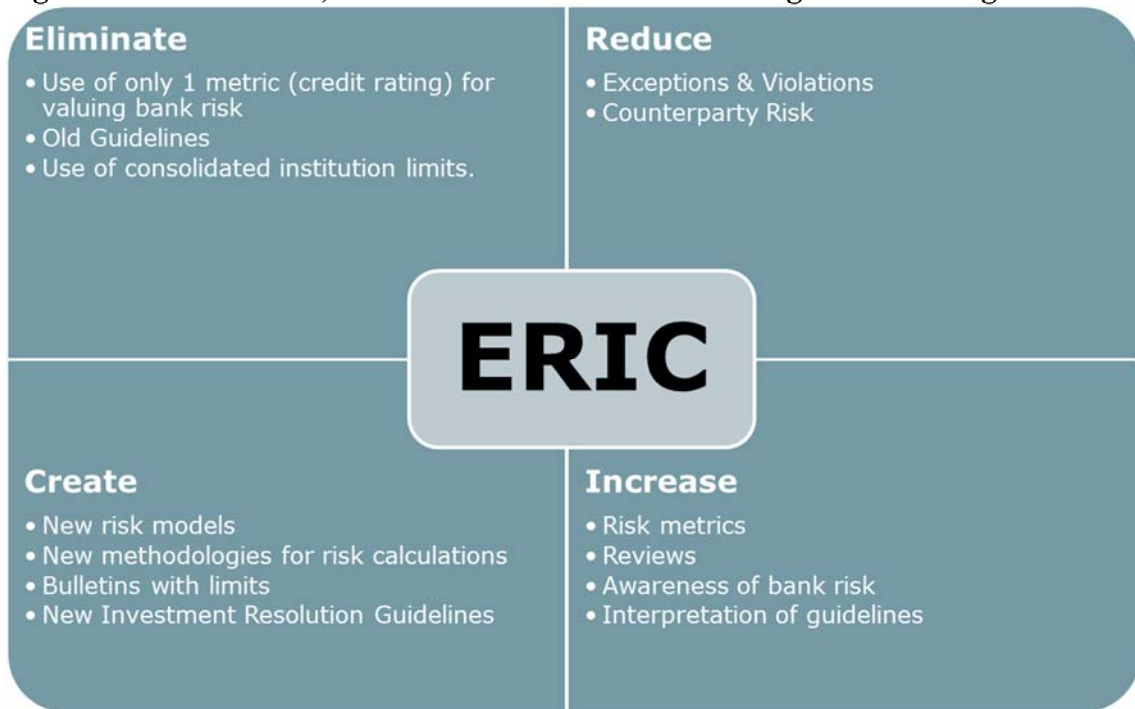 Eliminate
• Use of only 1 metric (credit rating) for
valuing bank risk
• Old Guidelines
• Use of consolidated institution limits.
Reduce
• Exceptions & Violations
• Counterparty Risk
ERIC
Create
• New risk models
• New methodologies for risk calculations
• Bulletins with limits
• New Investment Resolution Guidelines
Increase
• Risk metrics
• Reviews
• Awareness of bank risk
• Interpretation of guidelines